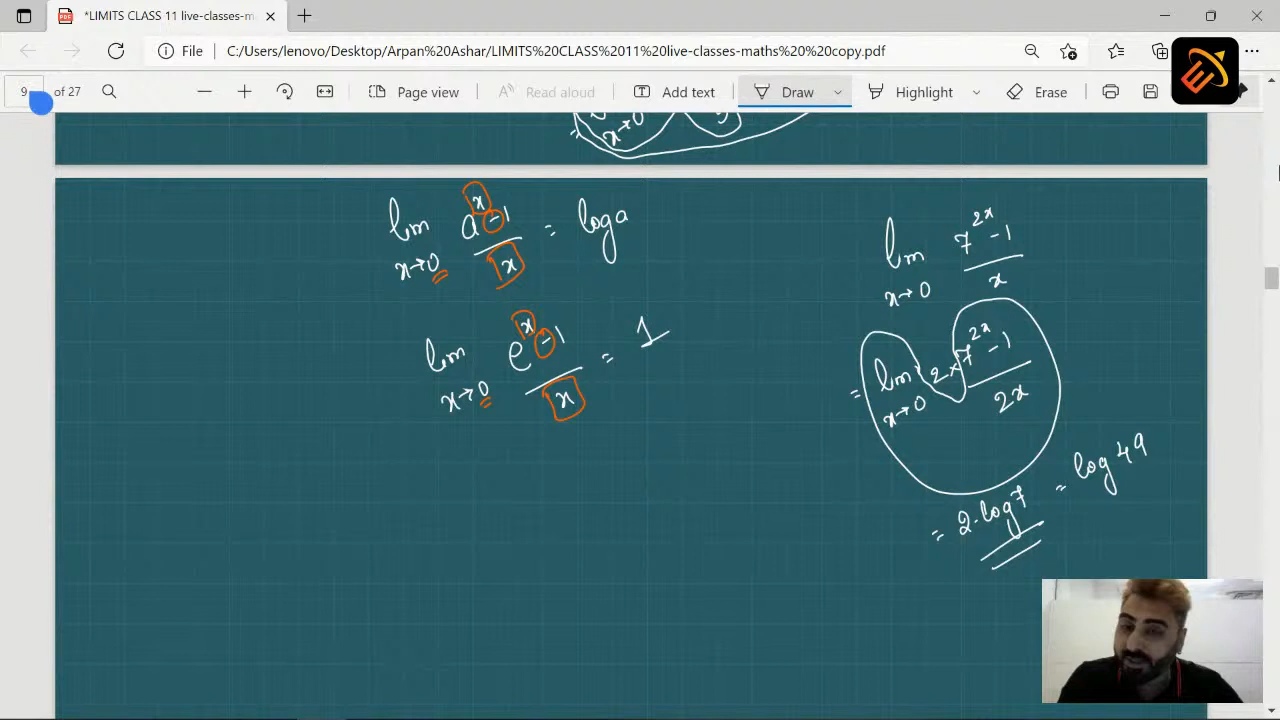 *LIMITS CLASS 11 live-classes-m
File C:/Users/lenovo/Desktop/Arpan%20Ashar/LIMITS%20CLASS%2011%20live-classes-maths%20%20copy.pdf
9 of 27 Page view Read aloud Add text Draw Highlight Erase
x→0
lim x→0 (a^x - 1)/x = log a
lim x→0 (e^x - 1)/x = 1
lim x→0 (7^2x - 1)/x
= lim x→0 2 × (7^2x - 1)/2x
= 2·log 7 = log 49